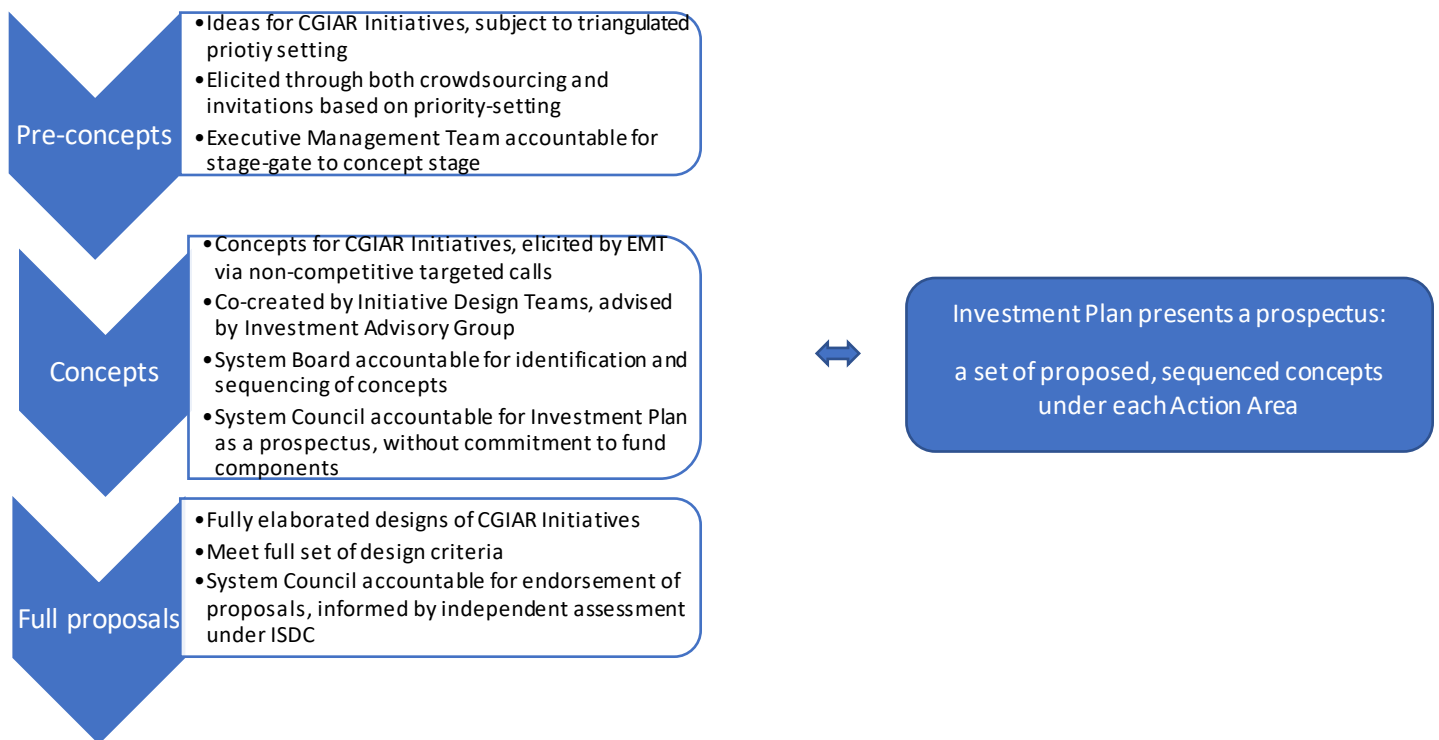 Pre-concepts
•Ideas for CGIAR Initiatives, subject to triangulated
priotiy setting
•Elicited through both crowdsourcing and
invitations based on priority-setting
•Executive Management Team accountable for
stage-gate to concept stage
Concepts
•Concepts for CGIAR Initiatives, elicited by EMT
via non-competitive targeted calls
•Co-created by Initiative Design Teams, advised
by Investment Advisory Group
•System Board accountable for identification and
sequencing of concepts
•System Council accountable for Investment Plan
as a prospectus, without commitment to fund
components
Investment Plan presents a prospectus:
a set of proposed, sequenced concepts
under each Action Area
Full proposals
•Fully elaborated designs of CGIAR Initiatives
•Meet full set of design criteria
•System Council accountable for endorsement of
proposals, informed by independent assessment
under ISDC